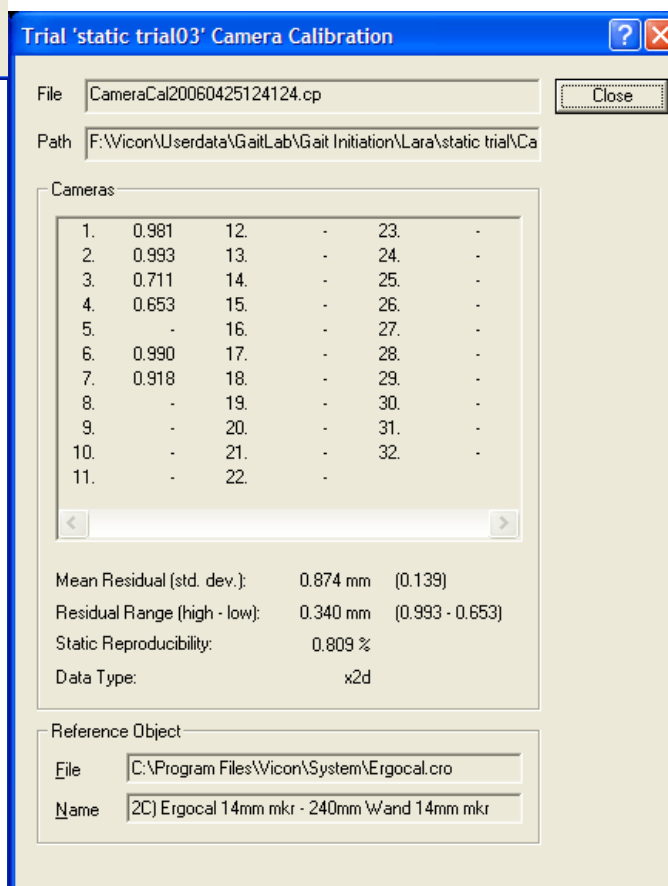 Trial 'static trial03' Camera Calibration
File CameraCal20060425124124.cp Close
Path F:\Vicon\Userdata\GaitLab\Gait Initiation\Lara\static trial\Ca
Cameras
1. 0.981 12. - 23. -
2. 0.993 13. - 24. -
3. 0.711 14. - 25. -
4. 0.653 15. - 26. -
5. - 16. - 27. -
6. 0.990 17. - 28. -
7. 0.918 18. - 29. -
8. - 19. - 30. -
9. - 20. - 31. -
10. - 21. - 32. -
11. - 22. -
Mean Residual (std. dev.): 0.874 mm (0.139)
Residual Range (high - low): 0.340 mm (0.993 - 0.653)
Static Reproducibility: 0.809 %
Data Type: x2d
Reference Object
File C:\Program Files\Vicon\System\Ergocal.cro
Name 2C) Ergocal 14mm mkr - 240mm Wand 14mm mkr